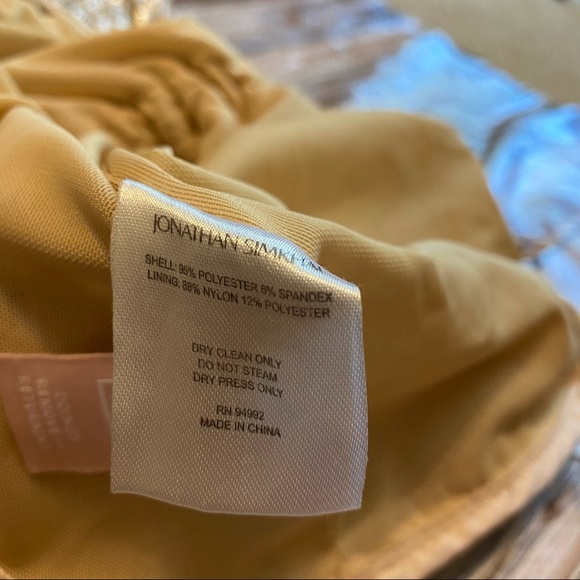 JONATHAN SIMKHAI
SHELL: 95% POLYESTER 5% SPANDEX
LINING: 88% NYLON 12% POLYESTER
DRY CLEAN ONLY
DO NOT STEAM
DRY PRESS ONLY
RN 94992
MADE IN CHINA